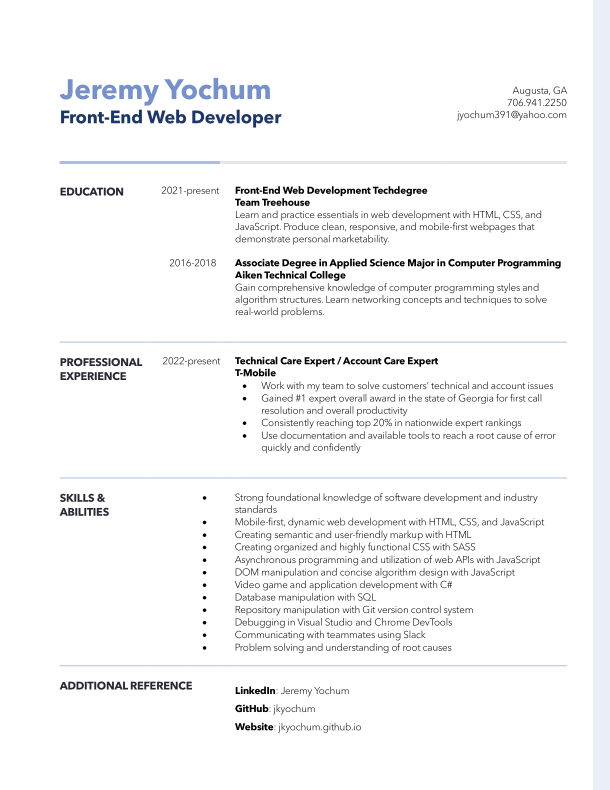 Jeremy Yochum
Front-End Web Developer
Augusta, GA
706.941.2250
jyochum391@yahoo.com
EDUCATION
2021-present
Front-End Web Development Techdegree
Team Treehouse
Learn and practice essentials in web development with HTML, CSS, and
JavaScript. Produce clean, responsive, and mobile-first webpages that
demonstrate personal marketability.
2016-2018
Associate Degree in Applied Science Major in Computer Programming
Aiken Technical College
Gain comprehensive knowledge of computer programming styles and
algorithm structures. Learn networking concepts and techniques to solve
real-world problems.
PROFESSIONAL
EXPERIENCE
2022-present
Technical Care Expert / Account Care Expert
T-Mobile
• Work with my team to solve customers' technical and account issues
• Gained #1 expert overall award in the state of Georgia for first call
resolution and overall productivity
• Consistently reaching top 20% in nationwide expert rankings
• Use documentation and available tools to reach a root cause of error
quickly and confidently
SKILLS &
ABILITIES
• Strong foundational knowledge of software development and industry
standards
• Mobile-first, dynamic web development with HTML, CSS, and JavaScript
• Creating semantic and user-friendly markup with HTML
• Creating organized and highly functional CSS with SASS
• Asynchronous programming and utilization of web APIs with JavaScript
• DOM manipulation and concise algorithm design with JavaScript
• Video game and application development with C#
• Database manipulation with SQL
• Repository manipulation with Git version control system
• Debugging in Visual Studio and Chrome DevTools
• Communicating with teammates using Slack
• Problem solving and understanding of root causes
ADDITIONAL REFERENCE
LinkedIn: Jeremy Yochum
GitHub: jkyochum
Website: jkyochum.github.io